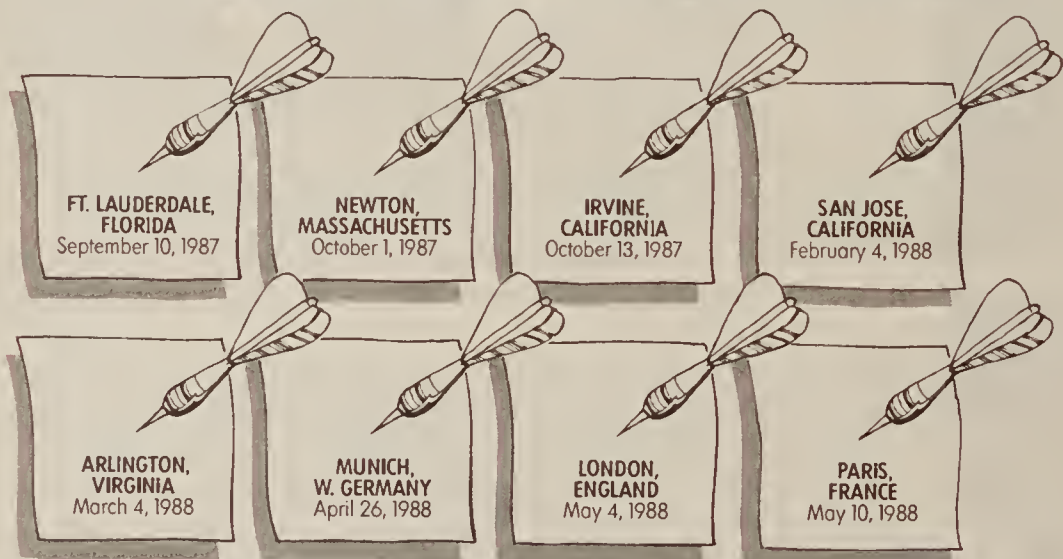 FT. LAUDERDALE,
FLORIDA
September 10, 1987
NEWTON,
MASSACHUSETTS
October 1, 1987
IRVINE,
CALIFORNIA
October 13, 1987
SAN JOSE,
CALIFORNIA
February 4, 1988
ARLINGTON,
VIRGINIA
March 4, 1988
MUNICH,
W. GERMANY
April 26, 1988
LONDON,
ENGLAND
May 4, 1988
PARIS,
FRANCE
May 10, 1988